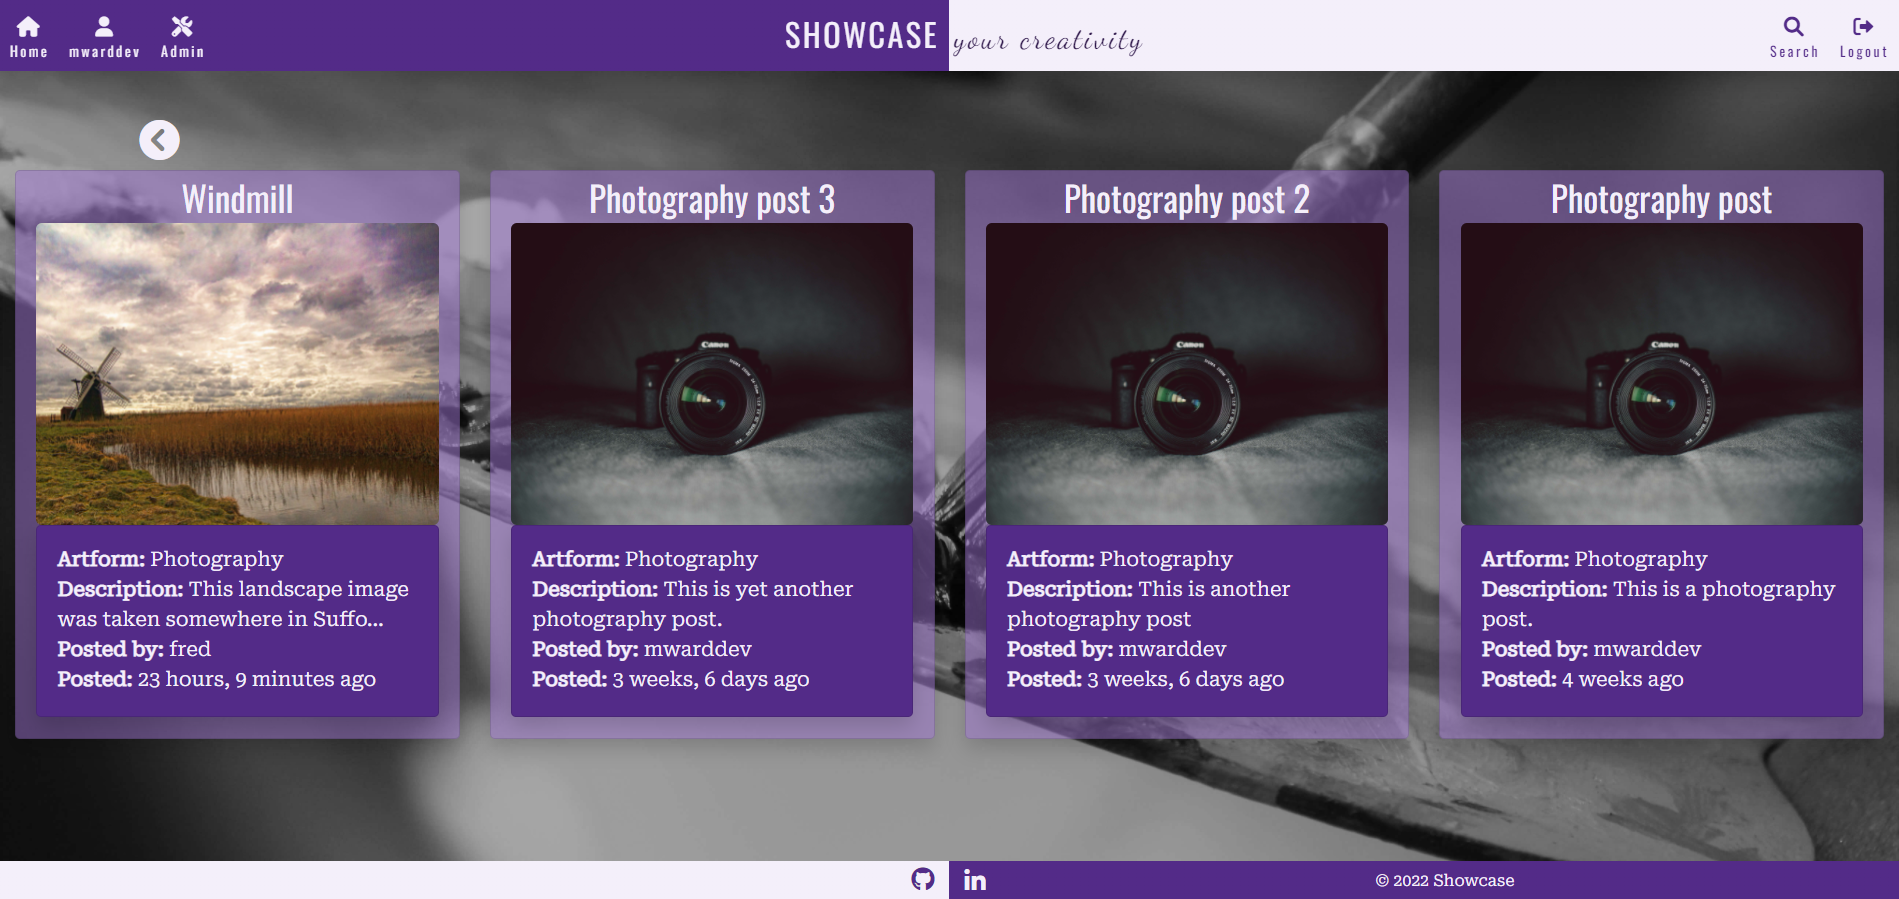 Home mwarddev Admin
SHOWCASE your creativity
Search Logout
Windmill
Artform: Photography
Description: This landscape image
was taken somewhere in Suffo...
Posted by: fred
Posted: 23 hours, 9 minutes ago
Photography post 3
Canon
Artform: Photography
Description: This is yet another
photography post.
Posted by: mwarddev
Posted: 3 weeks, 6 days ago
Photography post 2
Canon
Artform: Photography
Description: This is another
photography post
Posted by: mwarddev
Posted: 3 weeks, 6 days ago
Photography post
Canon
Artform: Photography
Description: This is a photography
post.
Posted by: mwarddev
Posted: 4 weeks ago
in
© 2022 Showcase